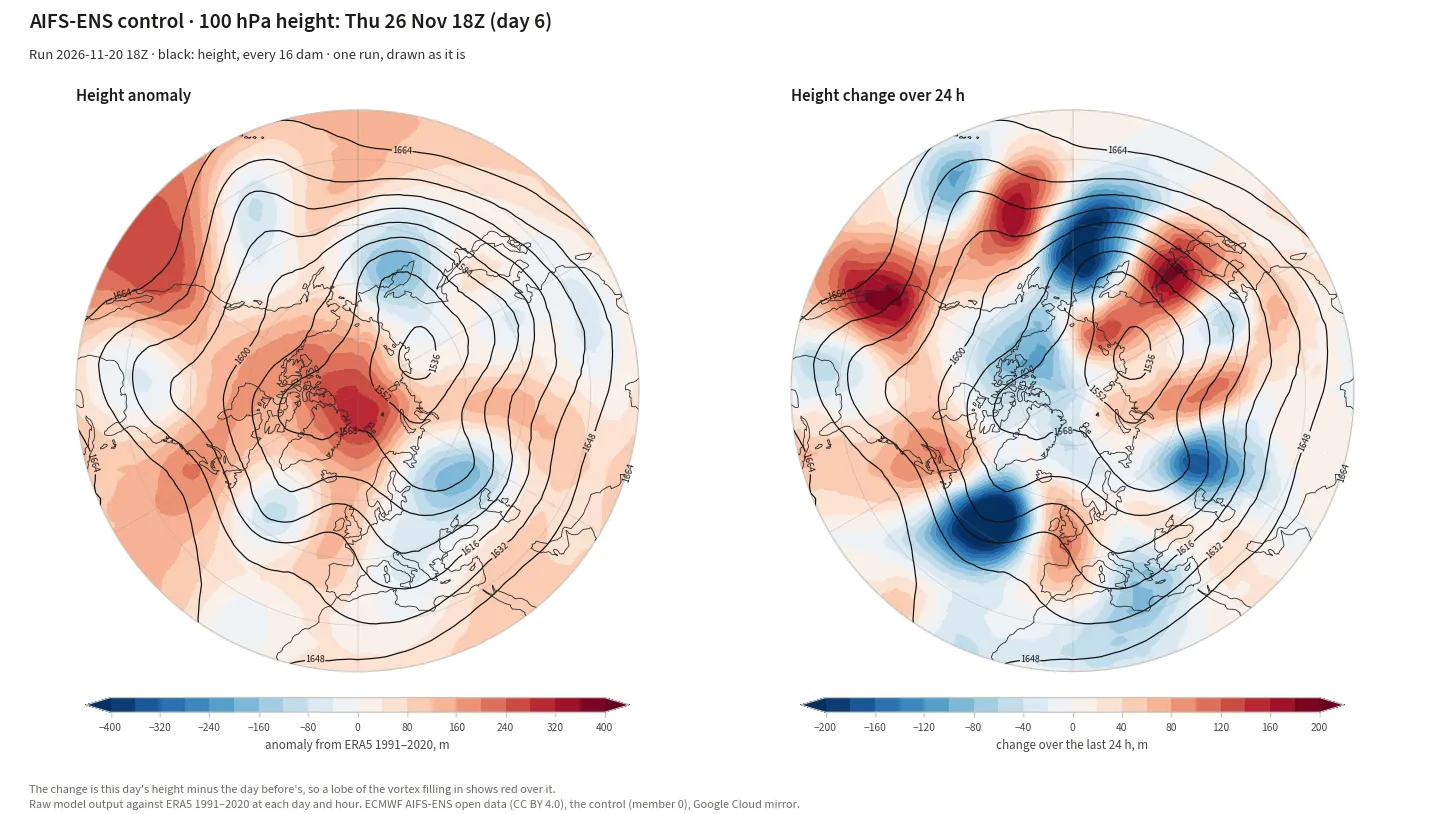 AIFS-ENS control · 100 hPa height: Thu 26 Nov 18Z (day 6)
Run 2026-11-20 18Z · black: height, every 16 dam · one run, drawn as it is
Height anomaly
Height change over 24 h
1664
1664
1600
1536
1552
1568
1648
1664
1664
1616
1632
1648
1664
1664
1600
1536
1552
1568
1648
1664
1664
1616
1632
1648
−400 −320 −240 −160 −80 0 80 160 240 320 400
anomaly from ERA5 1991–2020, m
−200 −160 −120 −80 −40 0 40 80 120 160 200
change over the last 24 h, m
The change is this day's height minus the day before's, so a lobe of the vortex filling in shows red over it.
Raw model output against ERA5 1991–2020 at each day and hour. ECMWF AIFS-ENS open data (CC BY 4.0), the control (member 0), Google Cloud mirror.